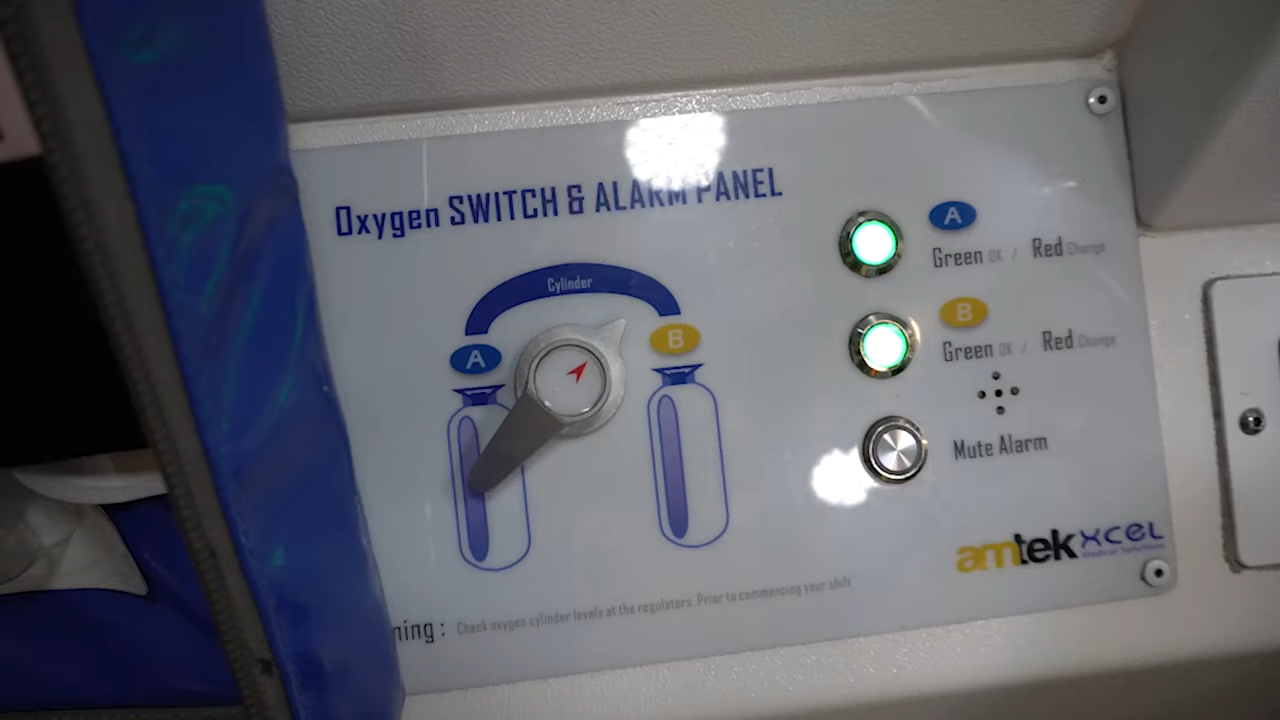 Oxygen SWITCH & ALARM PANEL
Cylinder
A
B
A
Green OK / Red Change
B
Green OK / Red Change
Mute Alarm
amtek xcel
Medical Solutions
ning : Check oxygen cylinder levels at the regulators. Prior to commencing your shift